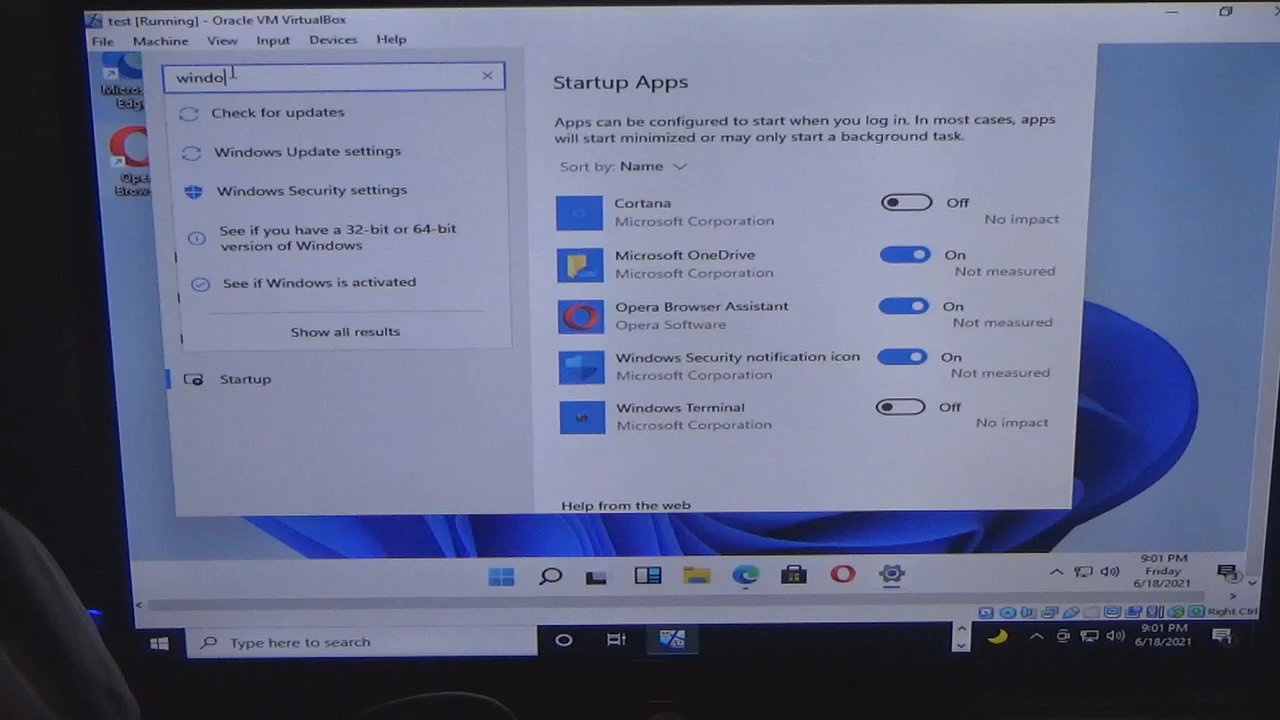 test [Running] - Oracle VM VirtualBox
File Machine View Input Devices Help
Edge
windo
Check for updates
Windows Update settings
Windows Security settings
See if you have a 32-bit or 64-bit
version of Windows
See if Windows is activated
Show all results
Startup
Startup Apps
Apps can be configured to start when you log in. In most cases, apps
will start minimized or may only start a background task.
Sort by: Name
Cortana
Microsoft Corporation
Off
No impact
Microsoft OneDrive
Microsoft Corporation
On
Not measured
Opera Browser Assistant
Opera Software
On
Not measured
Windows Security notification icon
Microsoft Corporation
On
Not measured
Windows Terminal
Microsoft Corporation
Off
No impact
Help from the web
9:01 PM
Friday
6/18/2021
Right Ctrl
Type here to search
9:01 PM
6/18/2021